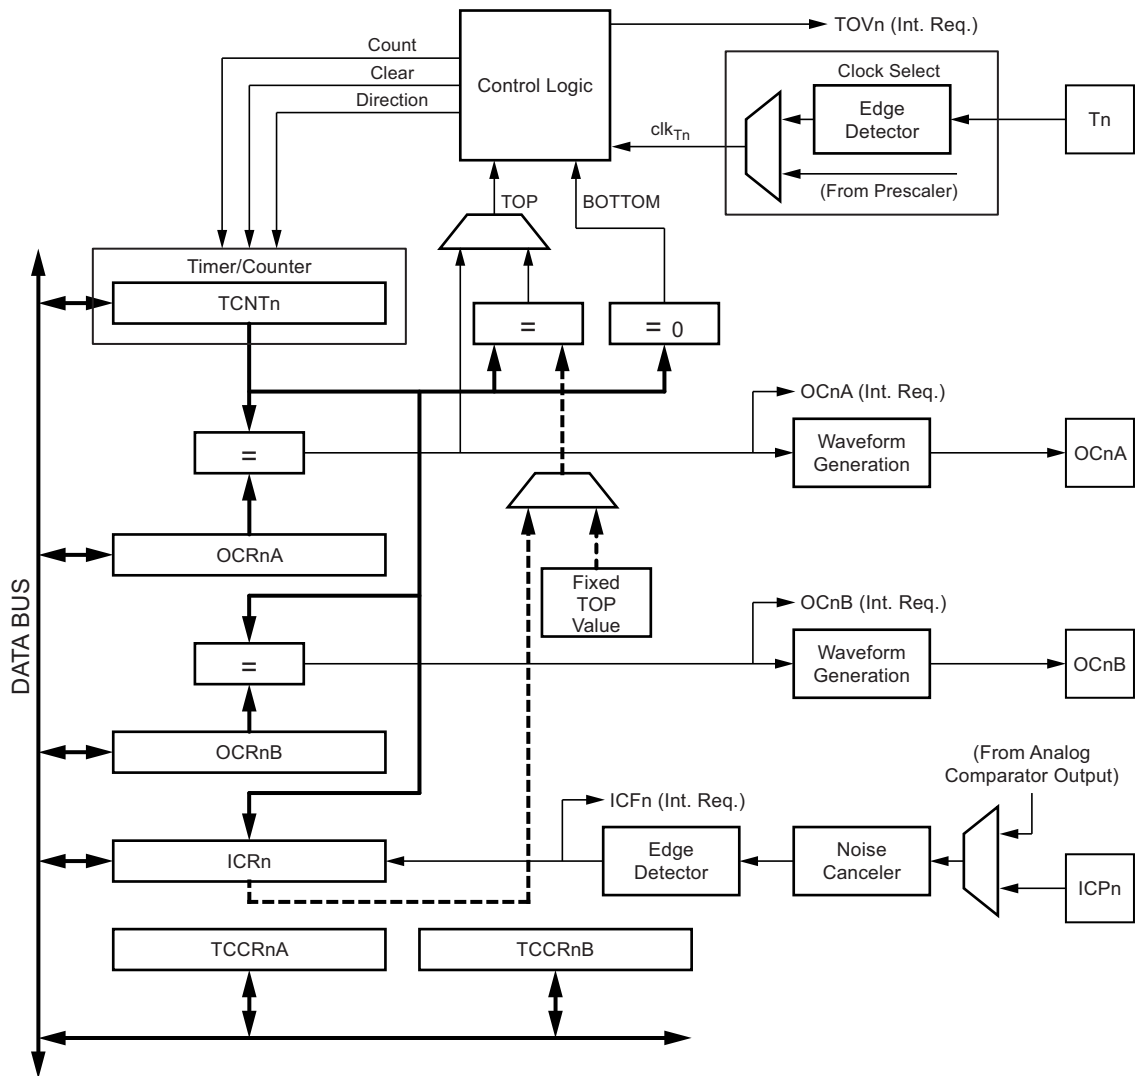 TOVn (Int. Req.)
Count
Clear
Direction
Control Logic
Clock Select
Edge
Detector
Tn
clkTn
(From Prescaler)
TOP
BOTTOM
Timer/Counter
TCNTn
=
= 0
OCnA (Int. Req.)
=
Waveform
Generation
OCnA
OCRnA
Fixed
TOP
Value
DATA BUS
OCnB (Int. Req.)
=
Waveform
Generation
OCnB
OCRnB
(From Analog
Comparator Output)
ICFn (Int. Req.)
ICRn
Edge
Detector
Noise
Canceler
ICPn
TCCRnA
TCCRnB